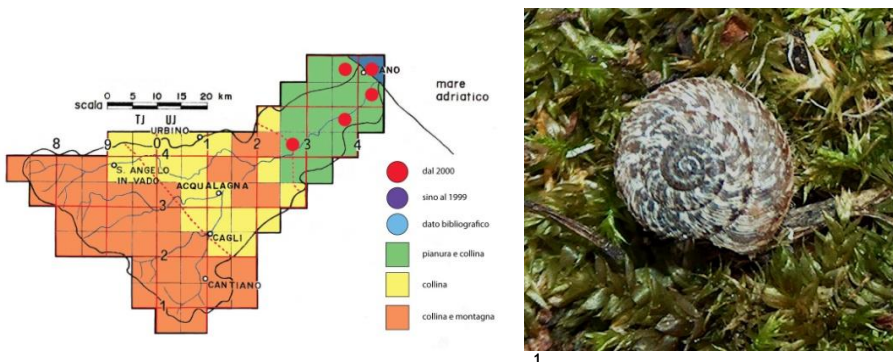 ANO
mare
adriatico
scala 0 5 10 15 20 km
TJ UJ
URBINO
8 9 0 1 2 3 4
4
S. ANGELO
IN VADO
ACQUALAGNA
3
CAGLI
2
CANTIANO
1
dal 2000
sino al 1999
dato bibliografico
pianura e collina
collina
collina e montagna
1